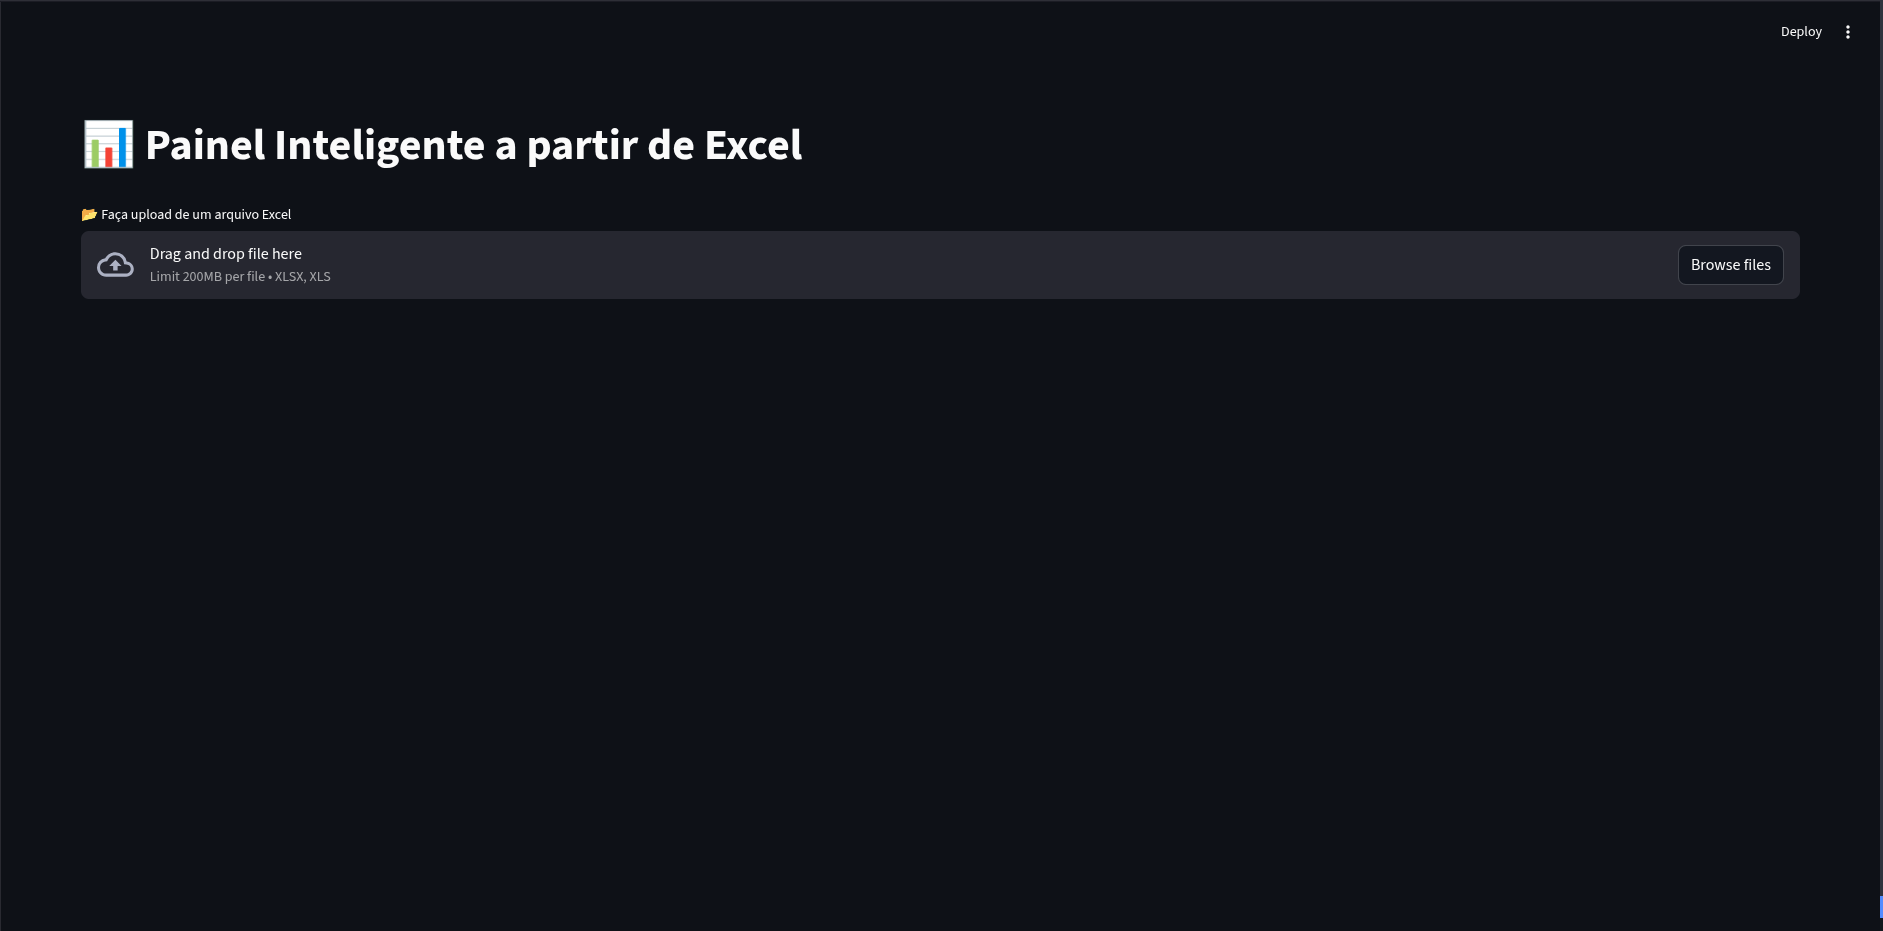 Deploy
Painel Inteligente a partir de Excel
Faça upload de um arquivo Excel
Drag and drop file here
Limit 200MB per file • XLSX, XLS
Browse files